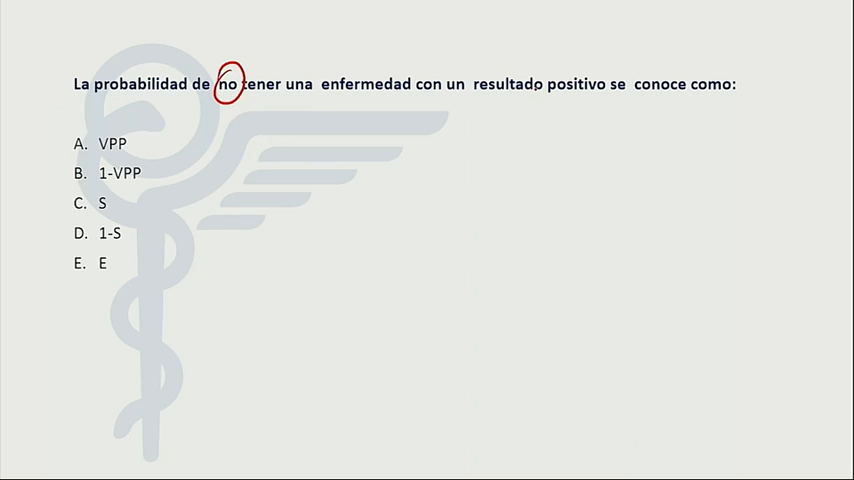 La probabilidad de no tener una enfermedad con un resultado positivo se conoce como:
A. VPP
B. 1-VPP
C. S
D. 1-S
E. E